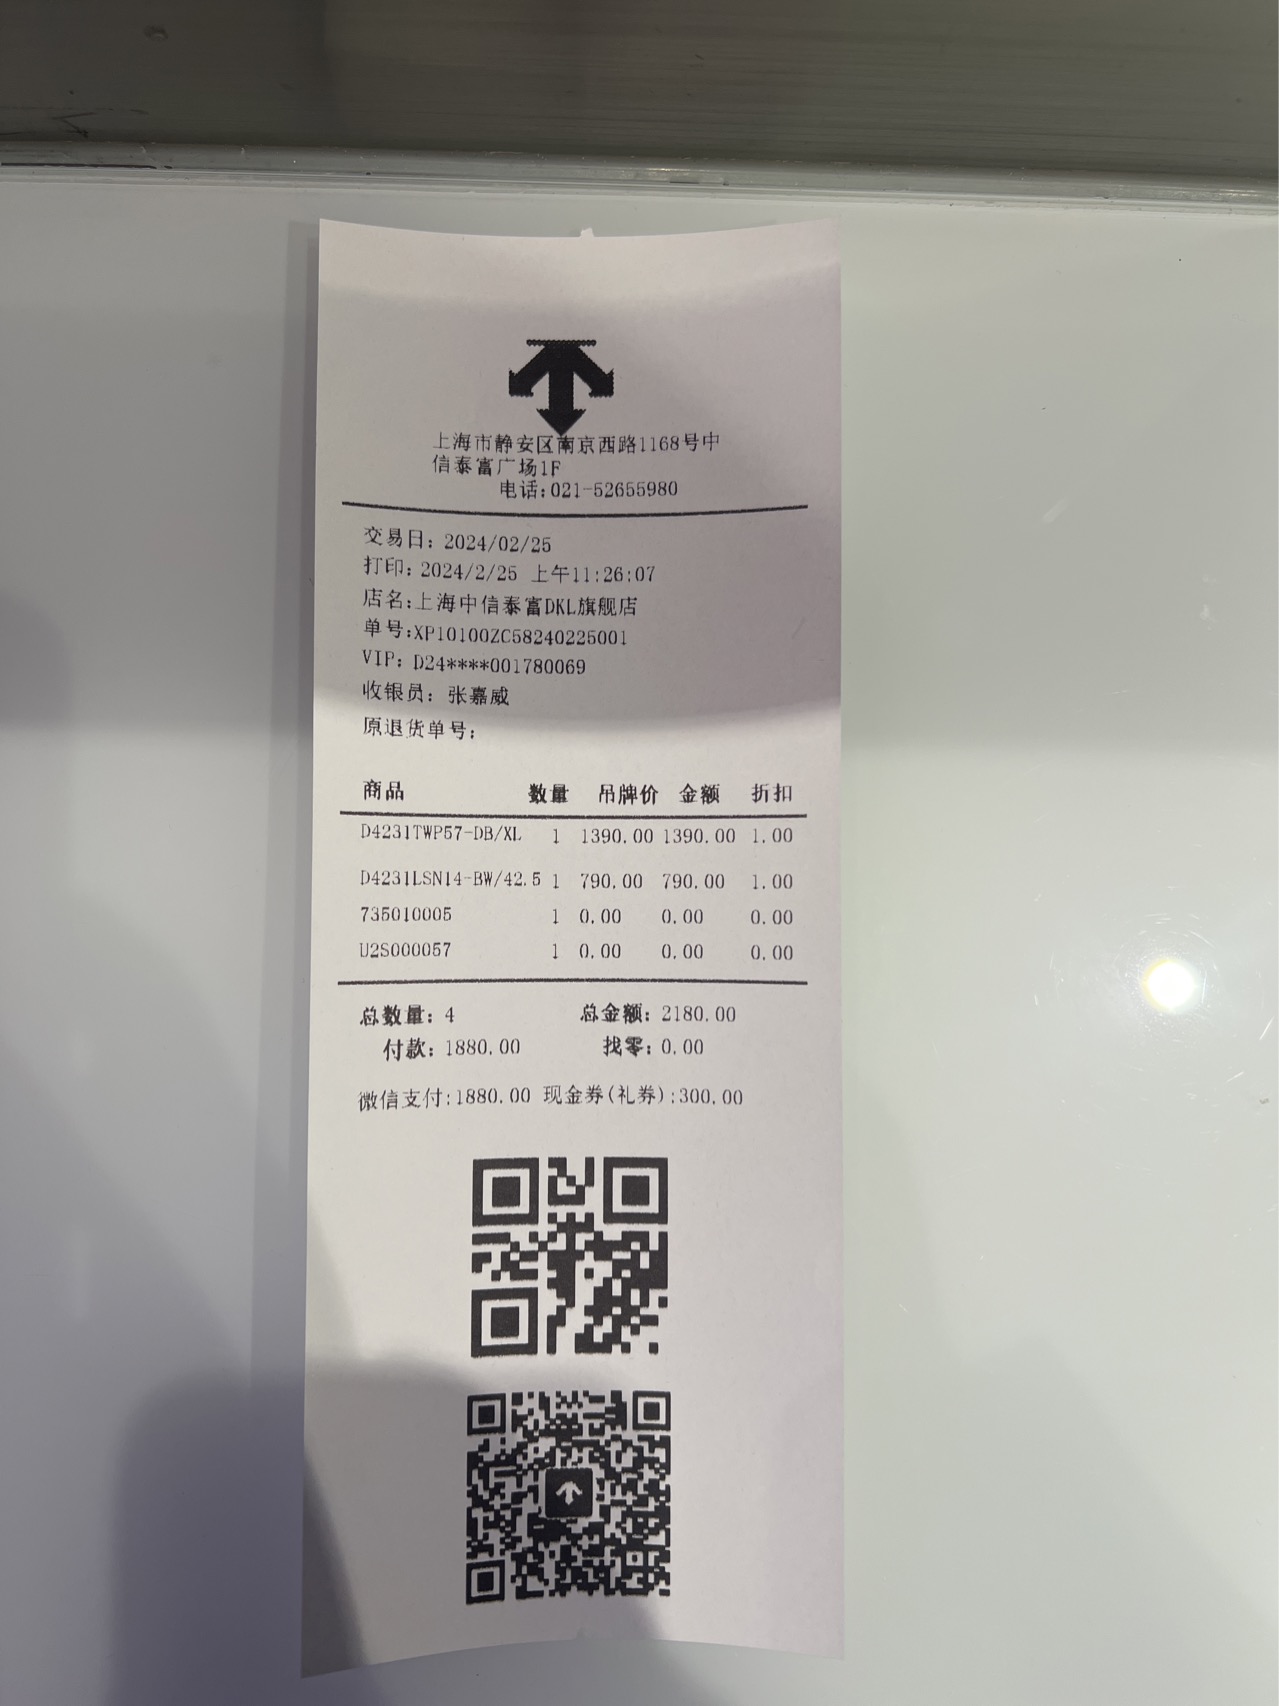 上海市静安区南京西路1168号中
信泰富广场1F
电话:021-52655980
交易日: 2024/02/25
打印: 2024/2/25 上午11:26:07
店名:上海中信泰富DKL旗舰店
单号:XP10100ZC58240225001
VIP: D24****001780069
收银员: 张嘉威
原退货单号:
商品 数量 吊牌价 金额 折扣
D4231TWP57-DB/XL 1 1390.00 1390.00 1.00
D4231LSN14-BW/42.5 1 790.00 790.00 1.00
735010005 1 0.00 0.00 0.00
U2S000057 1 0.00 0.00 0.00
总数量: 4 总金额: 2180.00
付款: 1880.00 找零: 0.00
微信支付:1880.00 现金券(礼券):300.00